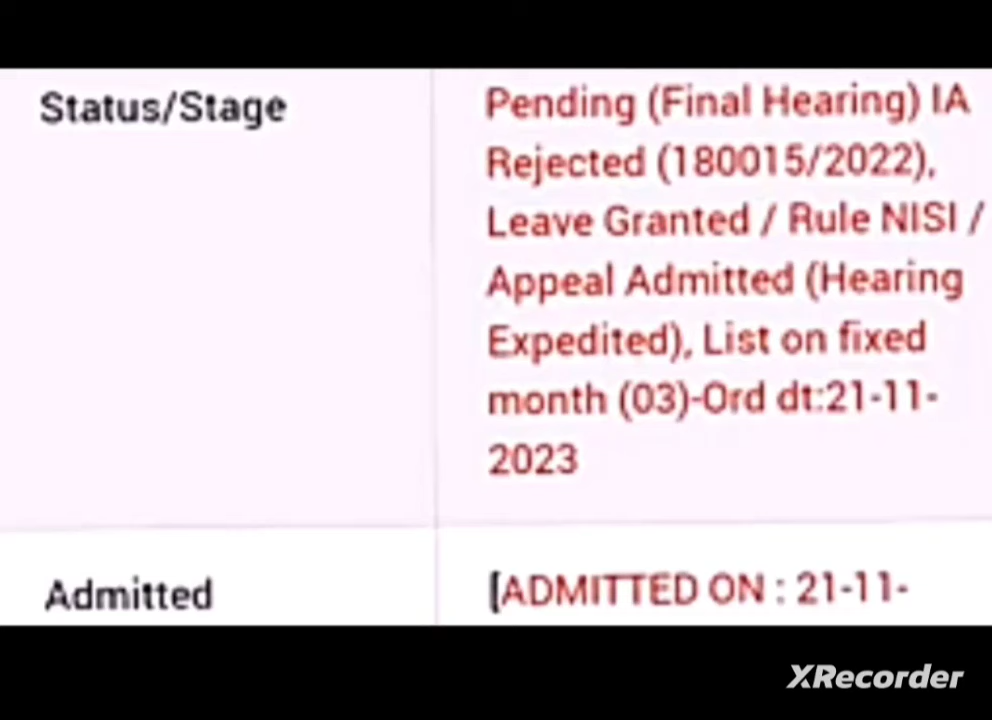 Status/Stage
Pending (Final Hearing) IA
Rejected (180015/2022),
Leave Granted / Rule NISI /
Appeal Admitted (Hearing
Expedited), List on fixed
month (03)-Ord dt:21-11-
2023
Admitted
[ADMITTED ON : 21-11-
XRecorder